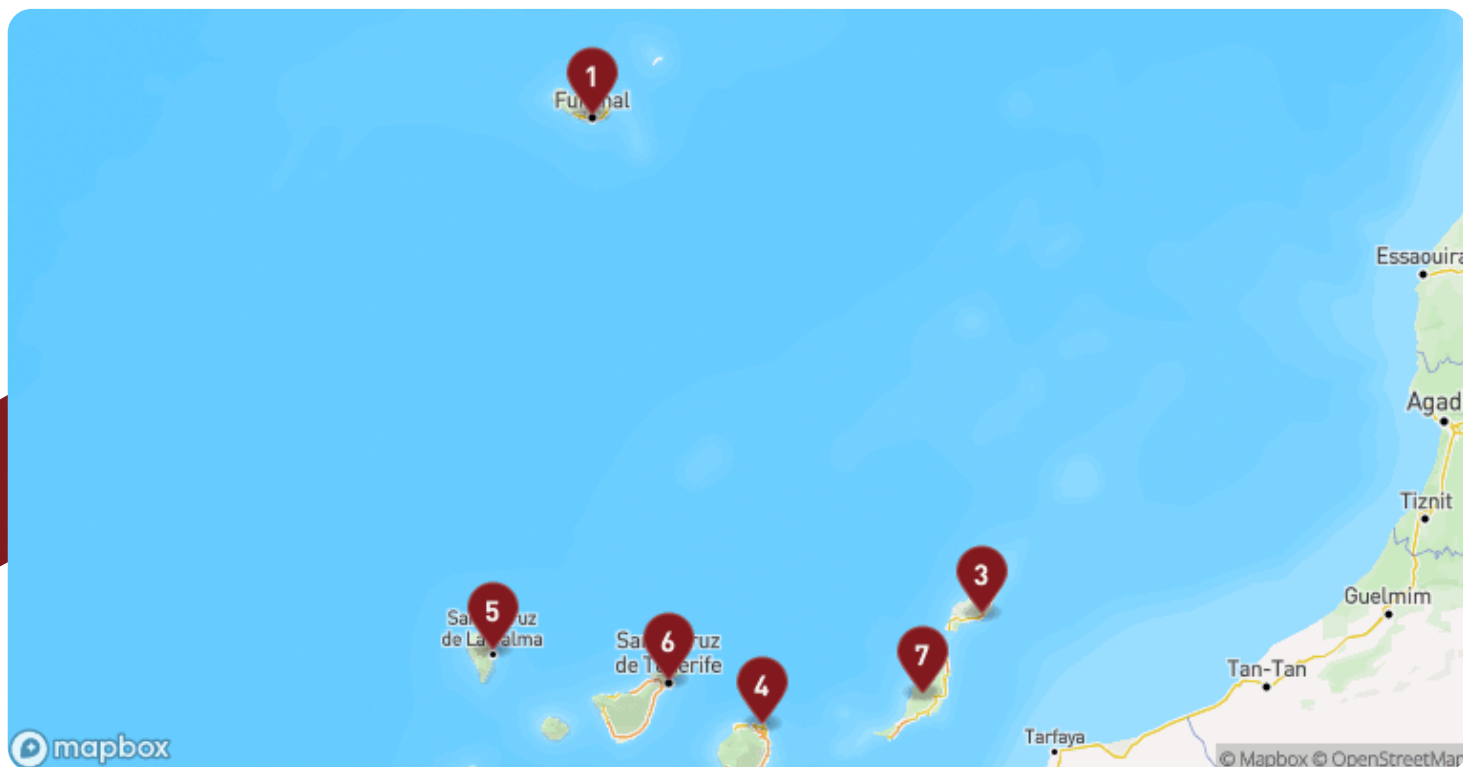 1
Essaouira
Agad
Tiznit
3
Guelmim
5
6
7
Tan-Tan
4
Tarfaya
mapbox
© Mapbox © OpenStreetMap